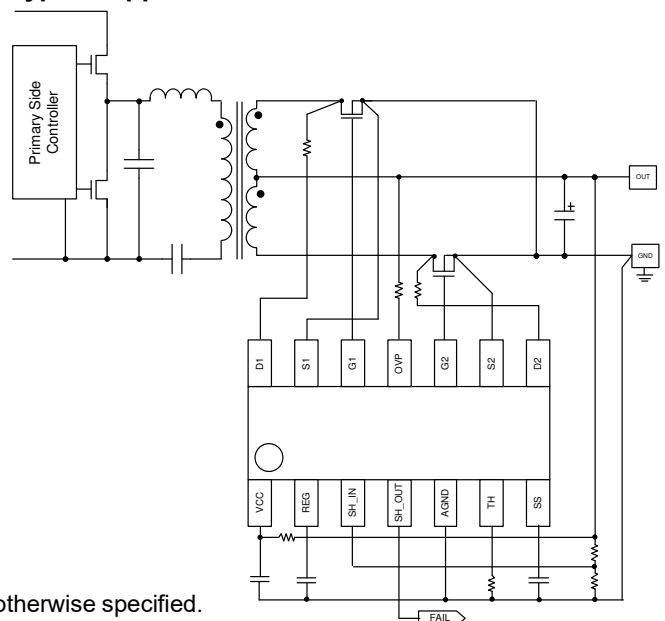 Primary Side
Controller
OUT
GND
D1
S1
G1
OVP
G2
S2
D2
VCC
REG
SH_IN
SH_OUT
AGND
TH
SS
otherwise specified.
FAIL